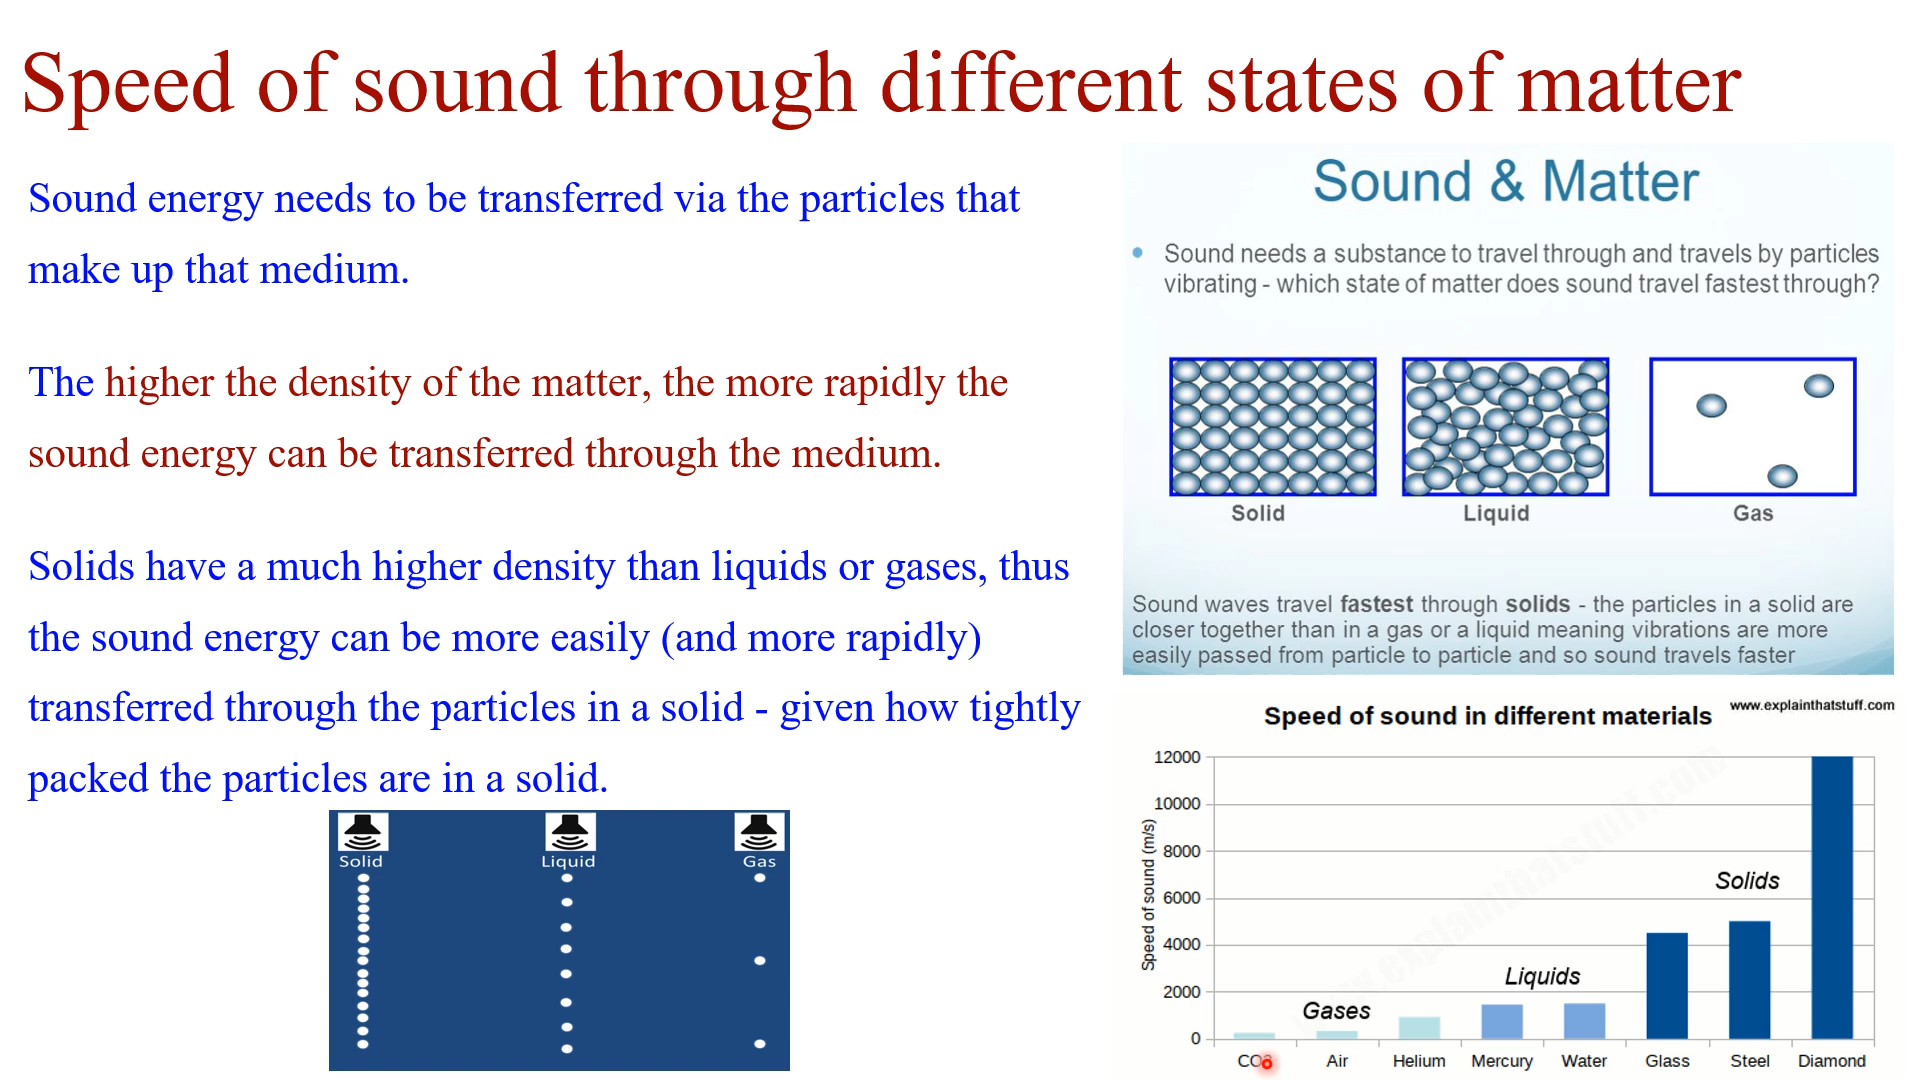 Speed of sound through different states of matter
Sound energy needs to be transferred via the particles that
make up that medium.
The higher the density of the matter, the more rapidly the
sound energy can be transferred through the medium.
Solids have a much higher density than liquids or gases, thus
the sound energy can be more easily (and more rapidly)
transferred through the particles in a solid - given how tightly
packed the particles are in a solid.
Solid
Liquid
Gas
Sound & Matter
Sound needs a substance to travel through and travels by particles
vibrating - which state of matter does sound travel fastest through?
Solid
Liquid
Gas
Sound waves travel fastest through solids - the particles in a solid are
closer together than in a gas or a liquid meaning vibrations are more
easily passed from particle to particle and so sound travels faster
www.explainthatstuff.com
Speed of sound in different materials
Speed of sound (m/s)
12000
10000
8000
6000
4000
2000
0
Gases
Liquids
Solids
CO2
Air
Helium
Mercury
Water
Glass
Steel
Diamond
www.explainthatstuff.com